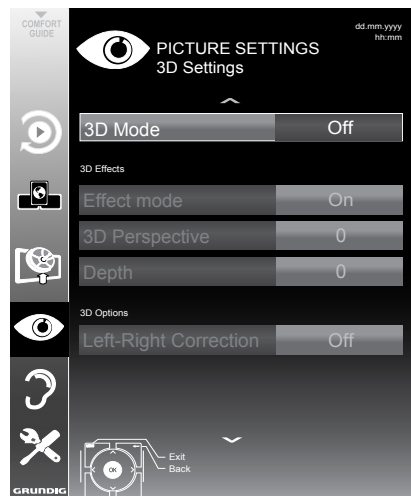 COMFORT
GUIDE
dd.mm.yyyy
hh:mm
PICTURE SETTINGS
3D Settings
3D Mode Off
3D Effects
Effect mode On
3D Perspective 0
Depth 0
3D Options
Left-Right Correction Off
Exit
Back
OK
GRUNDIG